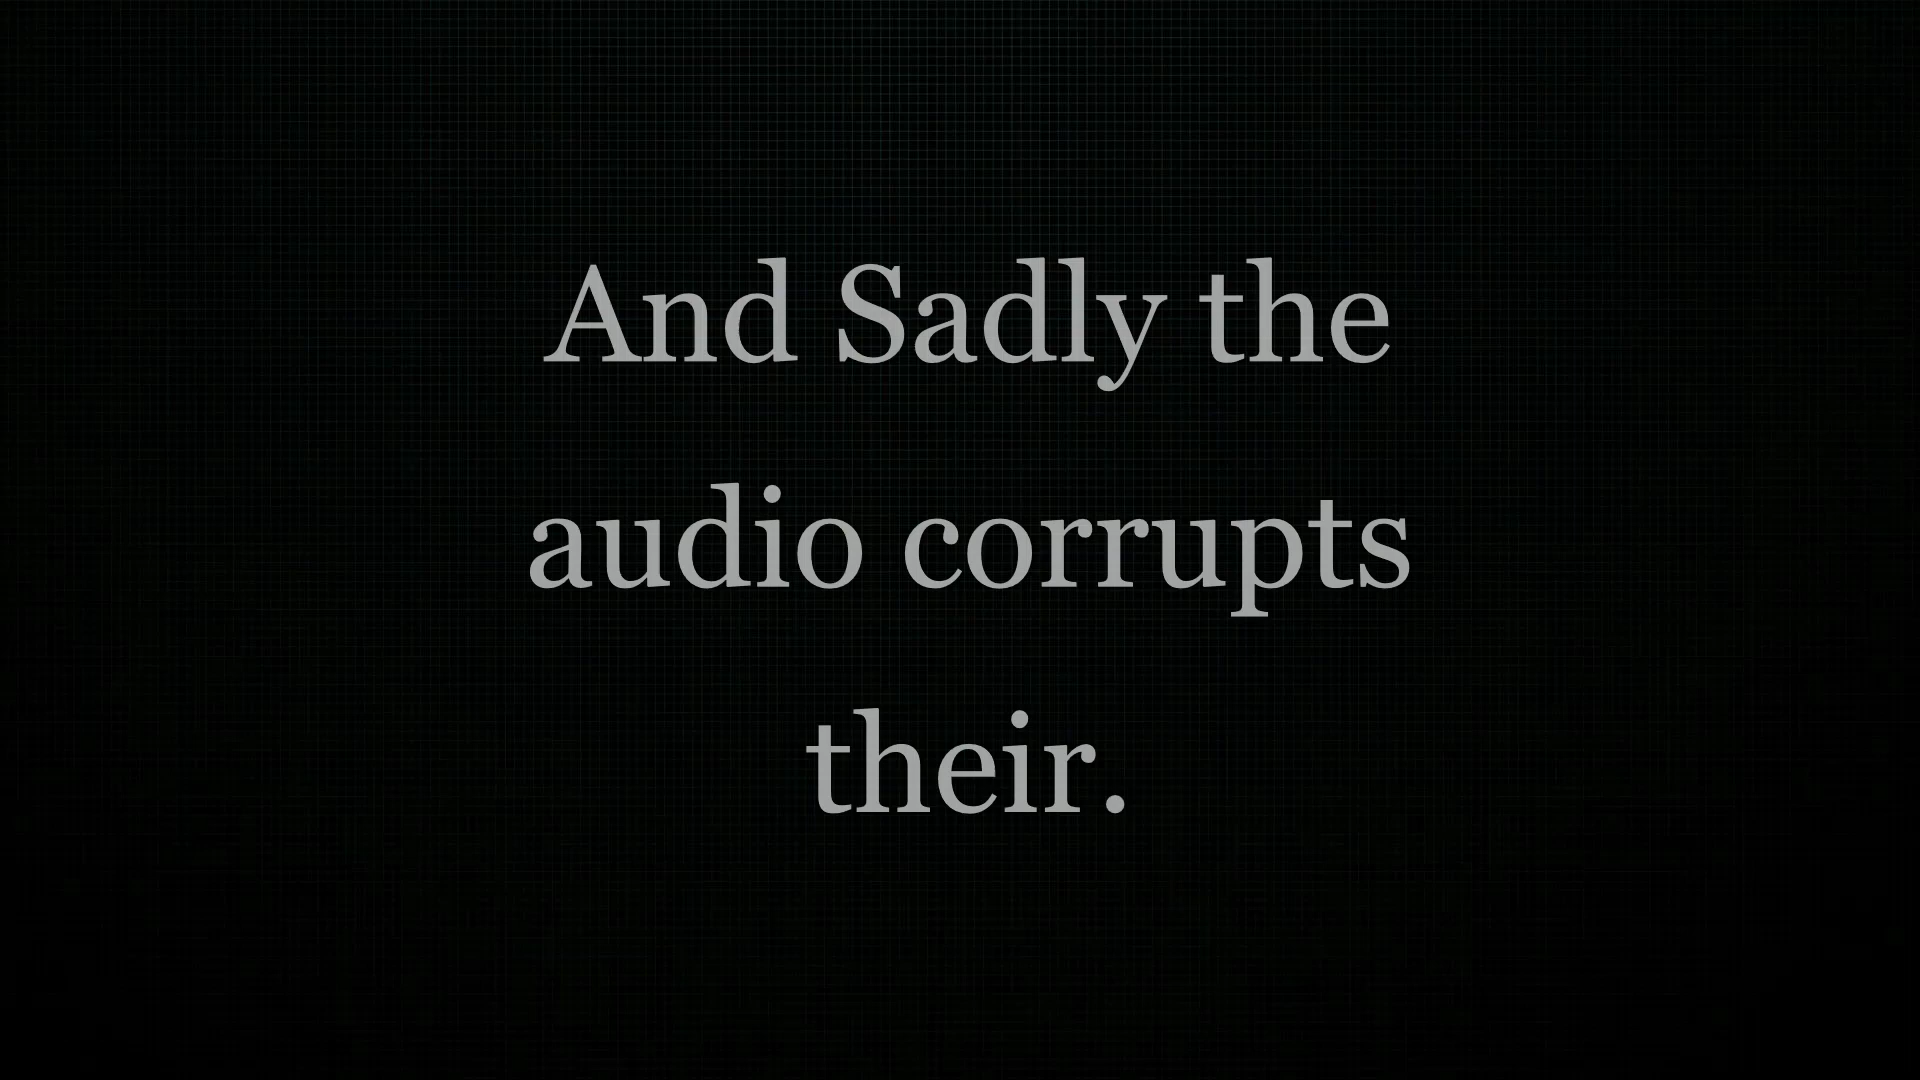 And Sadly the
audio corrupts
their.